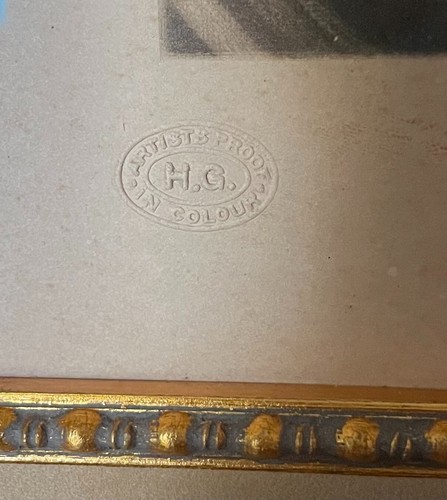 ARTISTS PROOF
H.G.
IN COLOUR